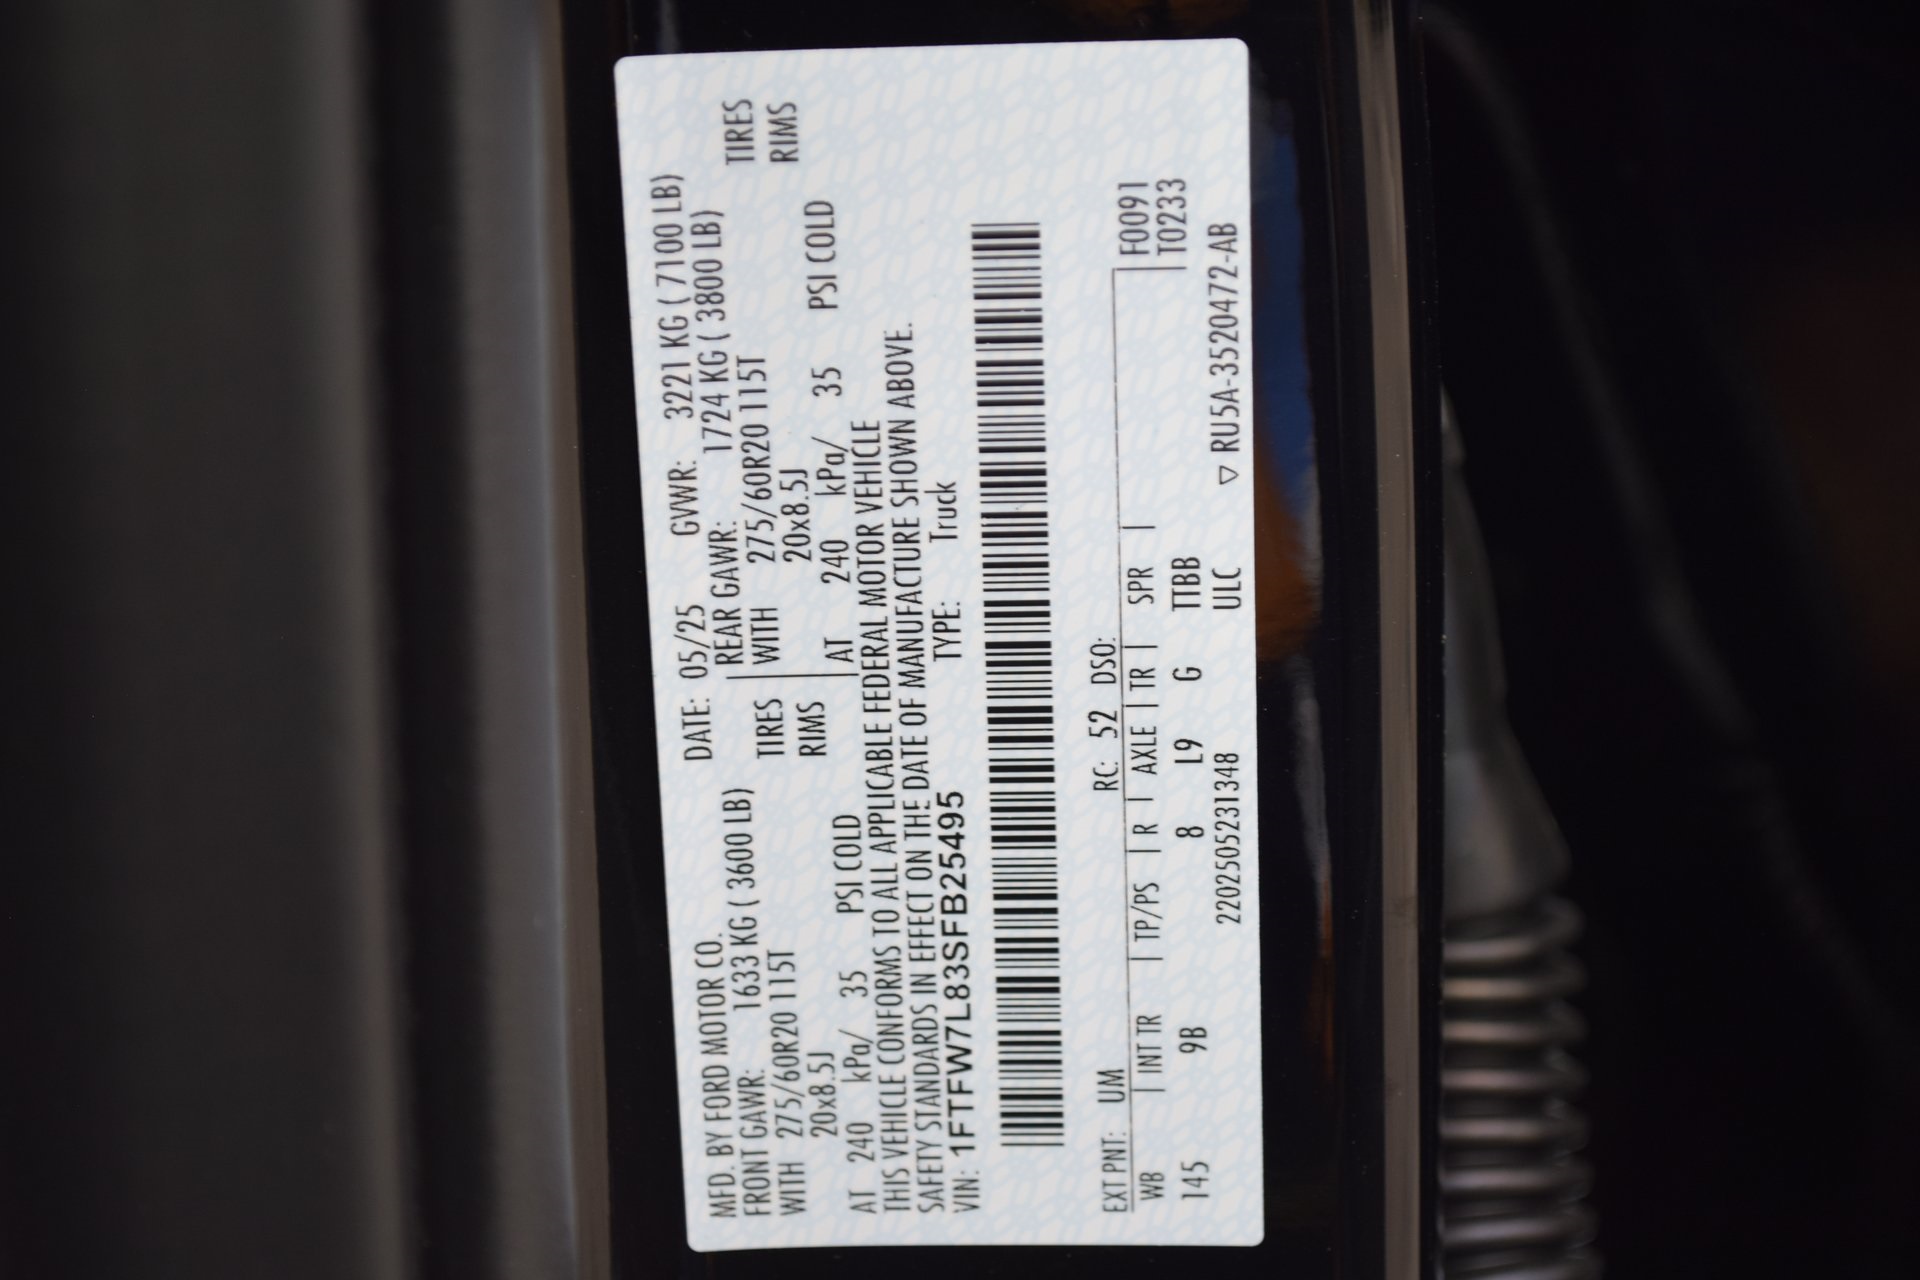 MFD. BY FORD MOTOR CO.
DATE: 05/25 GVWR: 3221 KG ( 7100 LB)
FRONT GAWR: 1633 KG ( 3600 LB) REAR GAWR: 1724 KG ( 3800 LB)
WITH 275/60R20 115T TIRES WITH 275/60R20 115T TIRES
20x8.5J RIMS 20x8.5J RIMS
AT 240 kPa/ 35 PSI COLD AT 240 kPa/ 35 PSI COLD
THIS VEHICLE CONFORMS TO ALL APPLICABLE FEDERAL MOTOR VEHICLE
SAFETY STANDARDS IN EFFECT ON THE DATE OF MANUFACTURE SHOWN ABOVE.
VIN: 1FTFW7L83SFB25495 TYPE: Truck
EXT PNT: UM RC: 52 DSO: F0091
WB | INT TR | TP/PS | R | AXLE | TR | SPR | T0233
145 9B 8 L9 G TTBB
2202505231348 ULC ▽ RU5A-3520472-AB